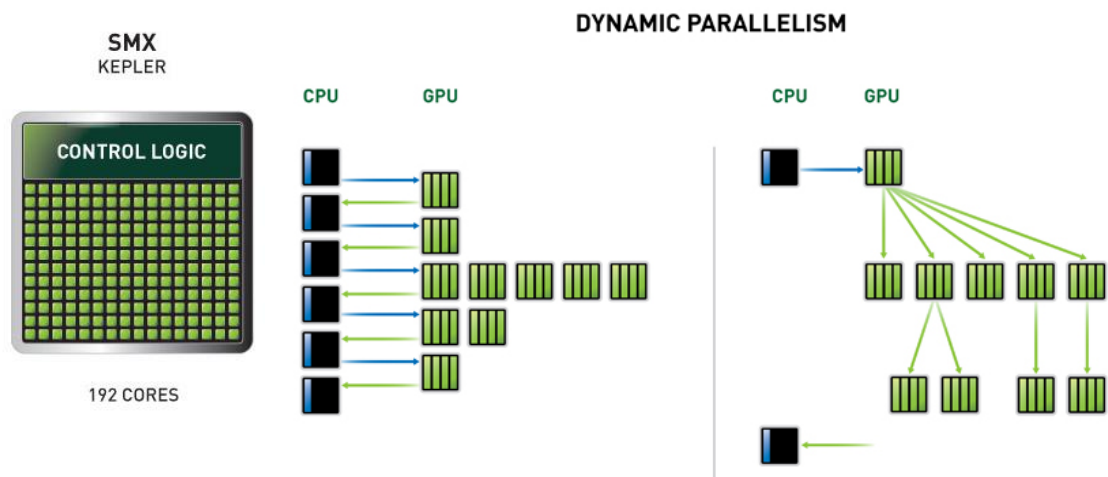 DYNAMIC PARALLELISM
SMX
KEPLER
CONTROL LOGIC
192 CORES
CPU GPU
CPU GPU